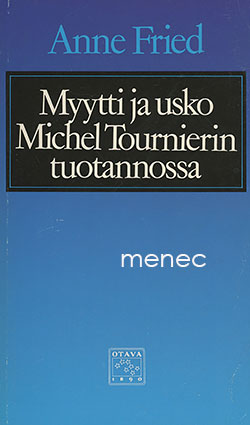 Anne Fried
Myytti ja usko
Michel Tournierin
tuotannossa
menec
OTAVA
1890